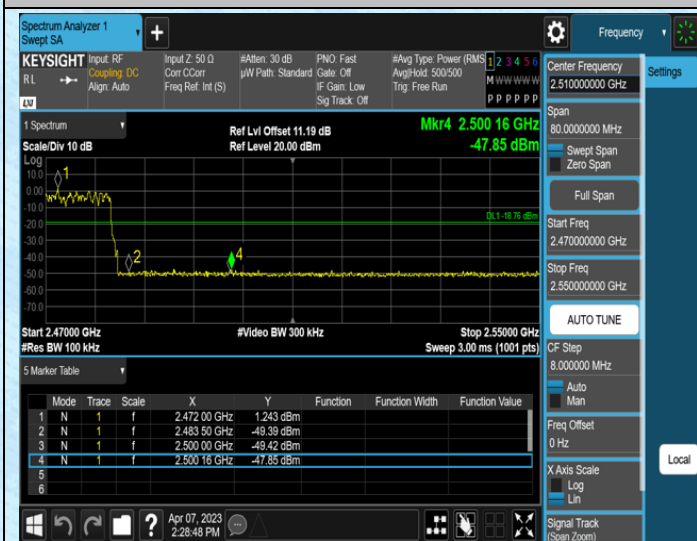 Spectrum Analyzer 1
Swept SA
+
Frequency
KEYSIGHT
RL
LXI
Input: RF
Coupling: DC
Align: Auto
Input Z: 50 Ω
Corr CCorr
Freq Ref: Int (S)
#Atten: 30 dB
µW Path: Standard
PNO: Fast
Gate: Off
IF Gain: Low
Sig Track: Off
#Avg Type: Power (RMS
Avg|Hold: 500/500
Trig: Free Run
1 2 3 4 5 6
M W W W W W
P P P P P P
Center Frequency
2.510000000 GHz
Settings
Span
80.0000000 MHz
Swept Span
Zero Span
Full Span
Start Freq
2.470000000 GHz
Stop Freq
2.550000000 GHz
AUTO TUNE
CF Step
8.000000 MHz
Auto
Man
Freq Offset
0 Hz
X Axis Scale
Log
Lin
Signal Track
(Span Zoom)
Local
1 Spectrum
Scale/Div 10 dB
Ref Lvl Offset 11.19 dB
Ref Level 20.00 dBm
Mkr4 2.500 16 GHz
-47.85 dBm
Log
10.0
0.00
-10.0
-20.0
-30.0
-40.0
-50.0
-60.0
-70.0
1
2
4
DL1 -18.76 dBm
Start 2.47000 GHz
#Res BW 100 kHz
#Video BW 300 kHz
Stop 2.55000 GHz
Sweep 3.00 ms (1001 pts)
5 Marker Table
Mode Trace Scale X Y Function Function Width Function Value
1 N 1 f 2.472 00 GHz 1.243 dBm
2 N 1 f 2.483 50 GHz -49.39 dBm
3 N 1 f 2.500 00 GHz -49.42 dBm
4 N 1 f 2.500 16 GHz -47.85 dBm
5
6
?
Apr 07, 2023
2:28:48 PM